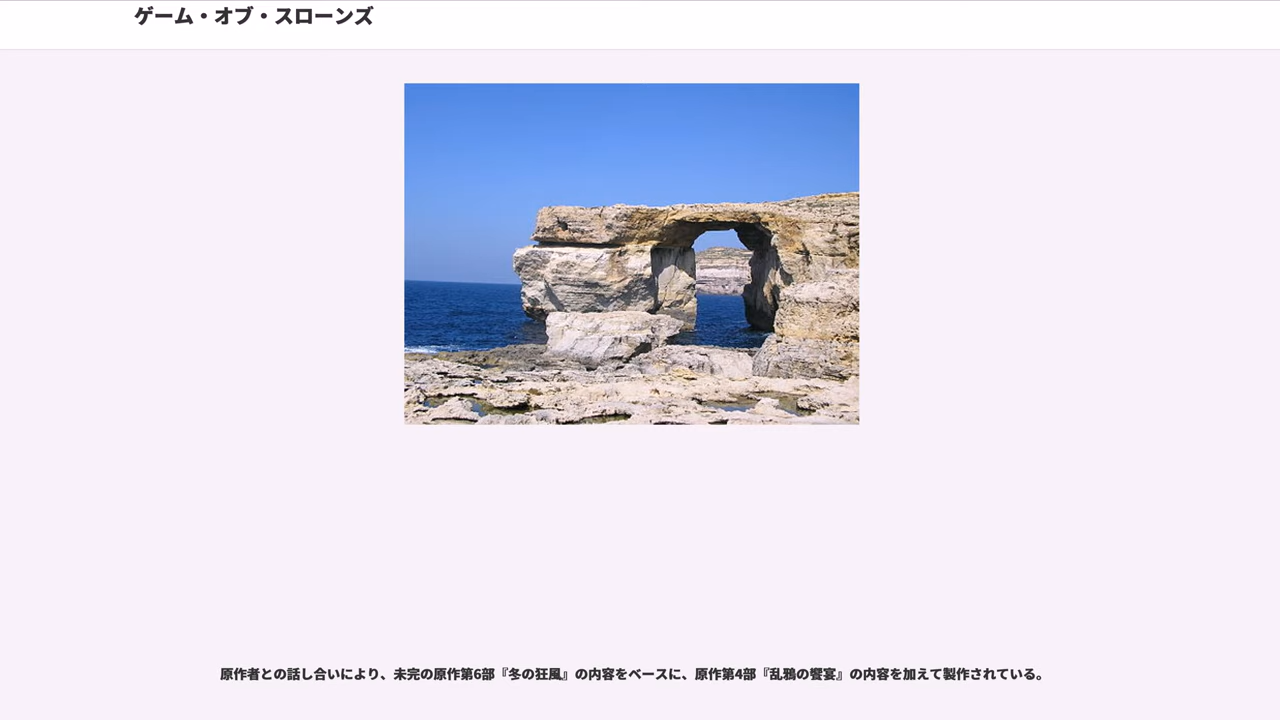 ゲーム・オブ・スローンズ
原作者との話し合いにより、未完の原作第6部『冬の狂風』の内容をベースに、原作第4部『乱鴉の饗宴』の内容を加えて製作されている。